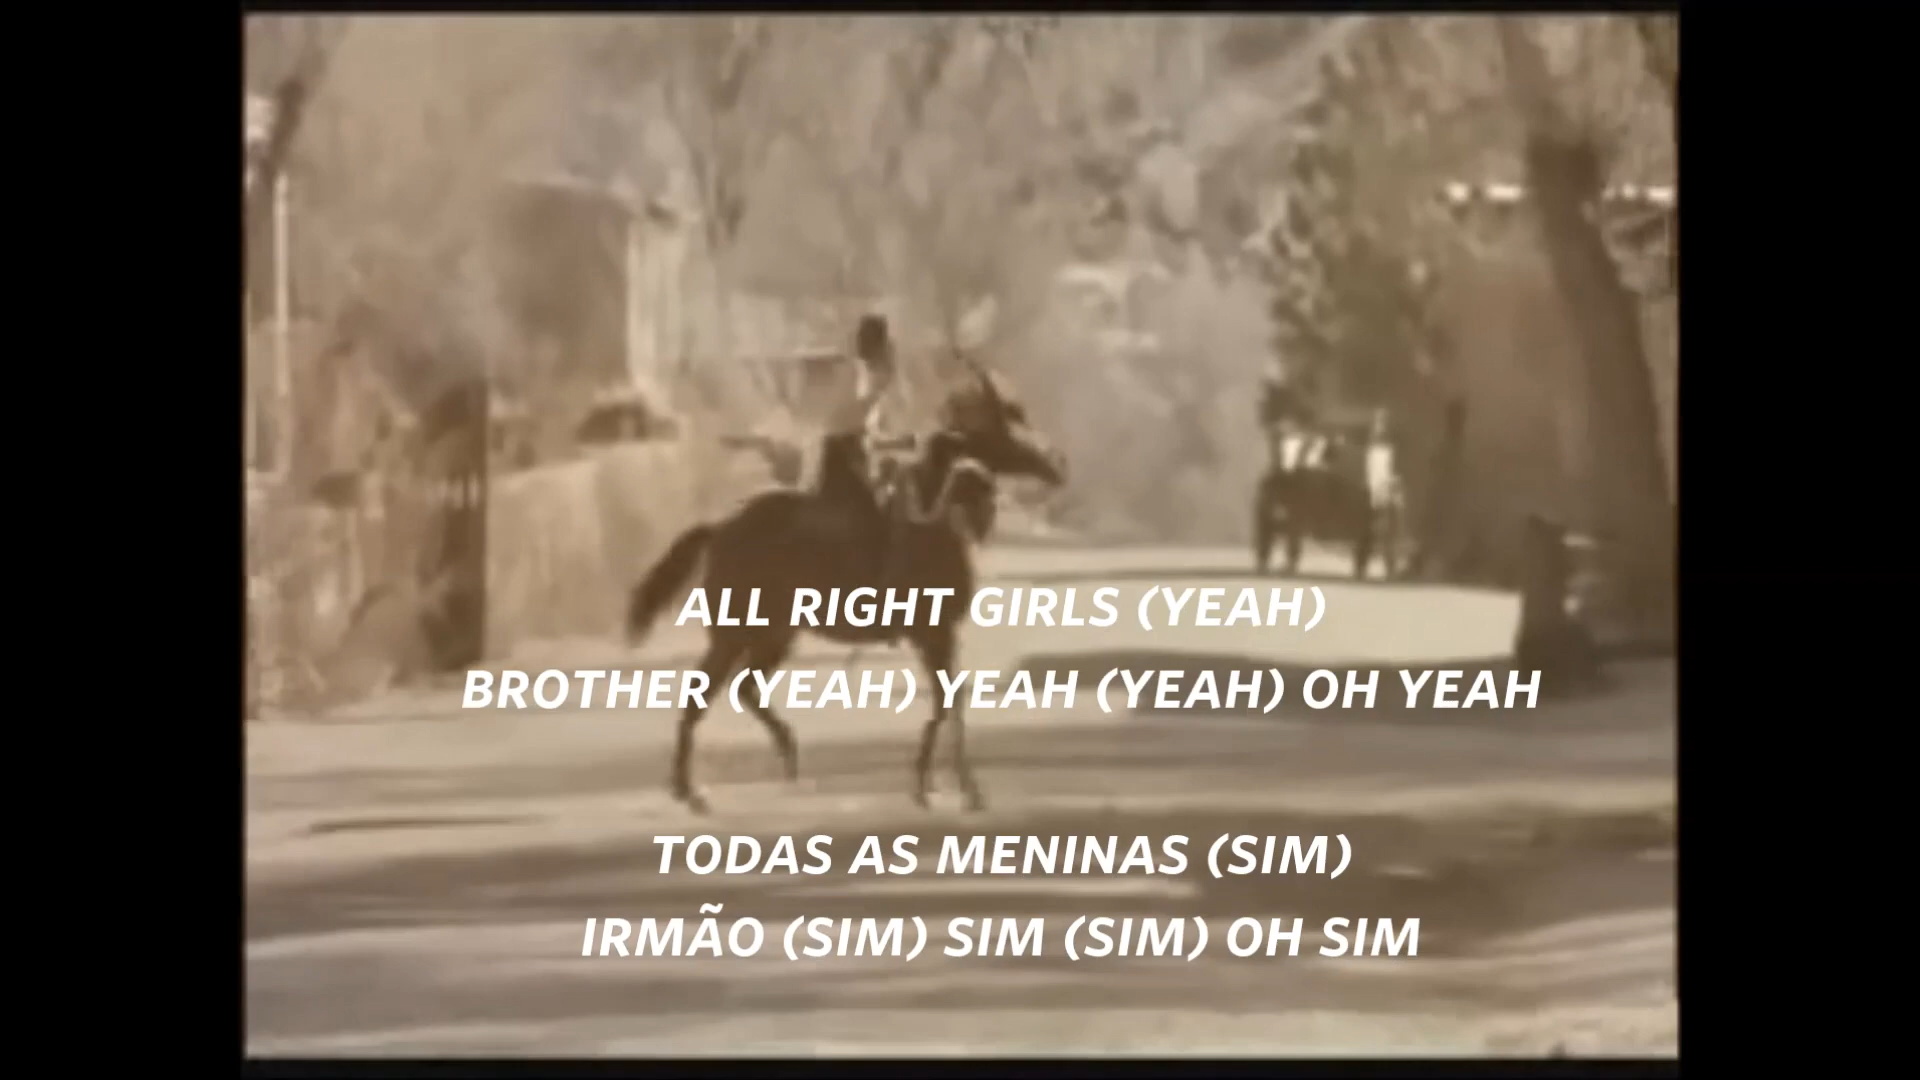 ALL RIGHT GIRLS (YEAH)
BROTHER (YEAH) YEAH (YEAH) OH YEAH
TODAS AS MENINAS (SIM)
IRMÃO (SIM) SIM (SIM) OH SIM